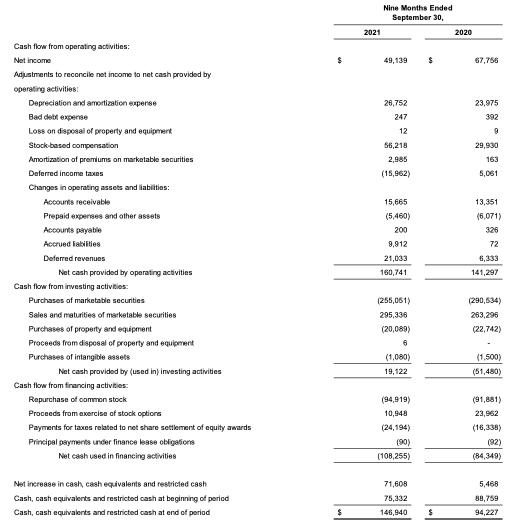 Nine Months Ended
September 30,
2021 2020
Cash flow from operating activities:
Net income $ 49,139 $ 67,756
Adjustments to reconcile net income to net cash provided by
operating activities:
Depreciation and amortization expense 26,752 23,975
Bad debt expense 247 392
Loss on disposal of property and equipment 12 9
Stock-based compensation 56,218 29,930
Amortization of premiums on marketable securities 2,985 163
Deferred income taxes (15,962) 5,061
Changes in operating assets and liabilities:
Accounts receivable 15,665 13,351
Prepaid expenses and other assets (5,460) (6,071)
Accounts payable 200 326
Accrued liabilities 9,912 72
Deferred revenues 21,033 6,333
Net cash provided by operating activities 160,741 141,297
Cash flow from investing activities:
Purchases of marketable securities (255,051) (290,534)
Sales and maturities of marketable securities 295,336 263,296
Purchases of property and equipment (20,089) (22,742)
Proceeds from disposal of property and equipment 6 -
Purchases of intangible assets (1,080) (1,500)
Net cash provided by (used in) investing activities 19,122 (51,480)
Cash flow from financing activities:
Repurchase of common stock (94,919) (91,881)
Proceeds from exercise of stock options 10,948 23,962
Payments for taxes related to net share settlement of equity awards (24,194) (16,338)
Principal payments under finance lease obligations (90) (92)
Net cash used in financing activities (108,255) (84,349)
Net increase in cash, cash equivalents and restricted cash 71,608 5,468
Cash, cash equivalents and restricted cash at beginning of period 75,332 88,759
Cash, cash equivalents and restricted cash at end of period $ 146,940 $ 94,227